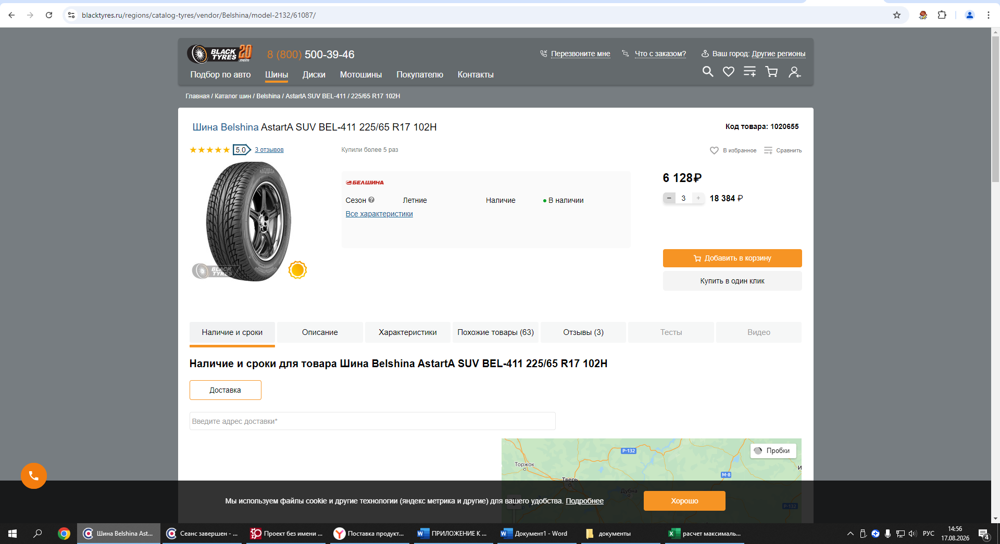 blacktyres.ru/regions/catalog-tyres/vendor/Belshina/model-2132/61087/
BLACK TYRES 20 лет
8 (800) 500-39-46
Перезвоните мне
Что с заказом?
Ваш город: Другие регионы
Подбор по авто
Шины
Диски
Мотошины
Покупателю
Контакты
Главная / Каталог шин / Belshina / AstartA SUV BEL-411 / 225/65 R17 102H
Шина Belshina AstartA SUV BEL-411 225/65 R17 102H
Код товара: 1020655
5.0
3 отзывов
Купили более 5 раз
В избранное
Сравнить
ASTARTA
BLACK TYRES
БЕЛШИНА
Сезон ?
Летние
Наличие
В наличии
Все характеристики
6 128₽
− 3 +
18 384 ₽
Добавить в корзину
Купить в один клик
Наличие и сроки
Описание
Характеристики
Похожие товары (63)
Отзывы (3)
Тесты
Видео
Наличие и сроки для товара Шина Belshina AstartA SUV BEL-411 225/65 R17 102H
Доставка
Введите адрес доставки*
Р-132
Пробки
Торжок
М-8
Тверь
Дубна
Р-132
Мы используем файлы cookie и другие технологии (яндекс метрика и другие) для вашего удобства. Подробнее
Хорошо
Шина Belshina Ast...
Сеанс завершен - ...
Проект без имени ...
Поставка продукт...
ПРИЛОЖЕНИЕ К ...
Документ1 - Word
документы
расчет максималь...
РУС
14:56
17.08.2026
4